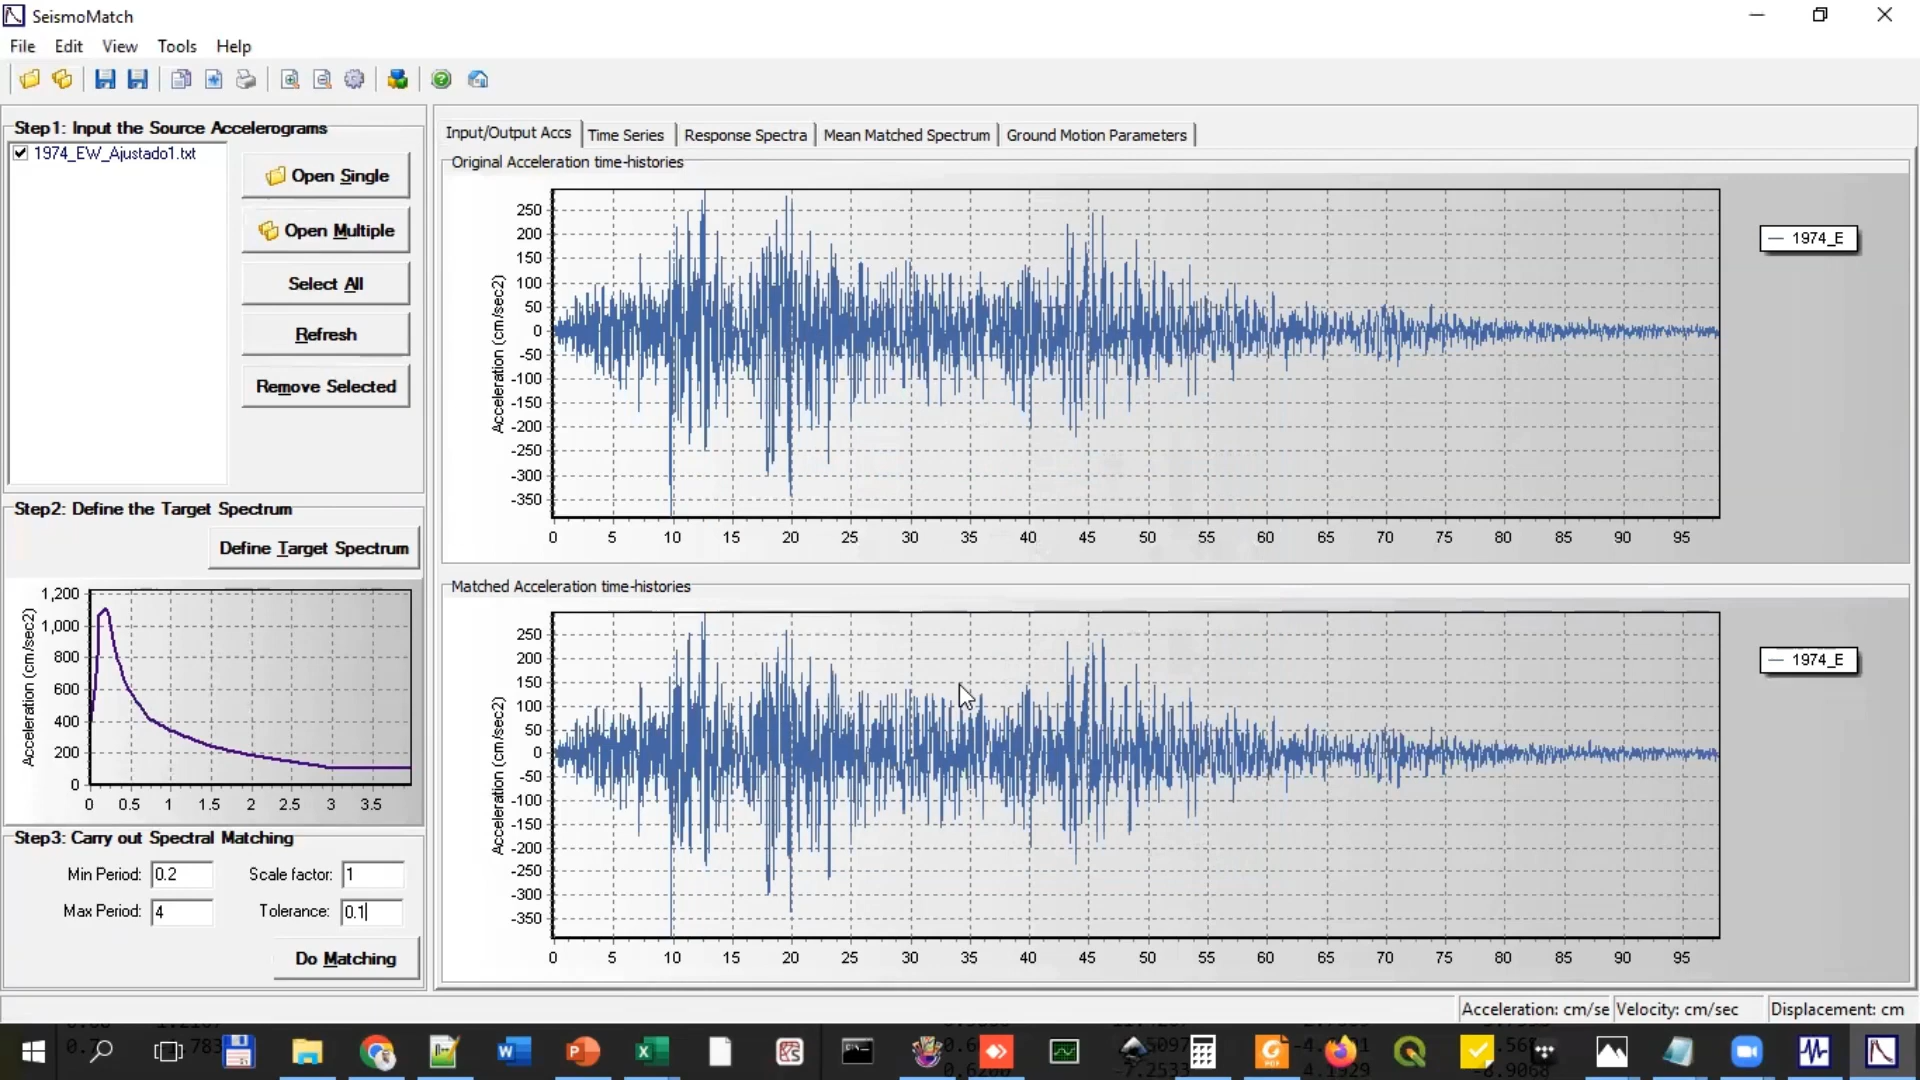 SeismoMatch
File Edit View Tools Help
Step1: Input the Source Accelerograms
1974_EW_Ajustado1.txt
Open Single
Open Multiple
Select All
Refresh
Remove Selected
Step2: Define the Target Spectrum
Define Target Spectrum
Acceleration (cm/sec2)
1,200
1,000
800
600
400
200
0
0 0.5 1 1.5 2 2.5 3 3.5
Step3: Carry out Spectral Matching
Min Period: 0.2 Scale factor: 1
Max Period: 4 Tolerance: 0.1
Do Matching
Input/Output Accs Time Series Response Spectra Mean Matched Spectrum Ground Motion Parameters
Original Acceleration time-histories
Acceleration (cm/sec2)
250
200
150
100
50
0
-50
-100
-150
-200
-250
-300
-350
0 5 10 15 20 25 30 35 40 45 50 55 60 65 70 75 80 85 90 95
1974_E
Matched Acceleration time-histories
Acceleration (cm/sec2)
250
200
150
100
50
0
-50
-100
-150
-200
-250
-300
-350
0 5 10 15 20 25 30 35 40 45 50 55 60 65 70 75 80 85 90 95
1974_E
Acceleration: cm/se Velocity: cm/sec Displacement: cm